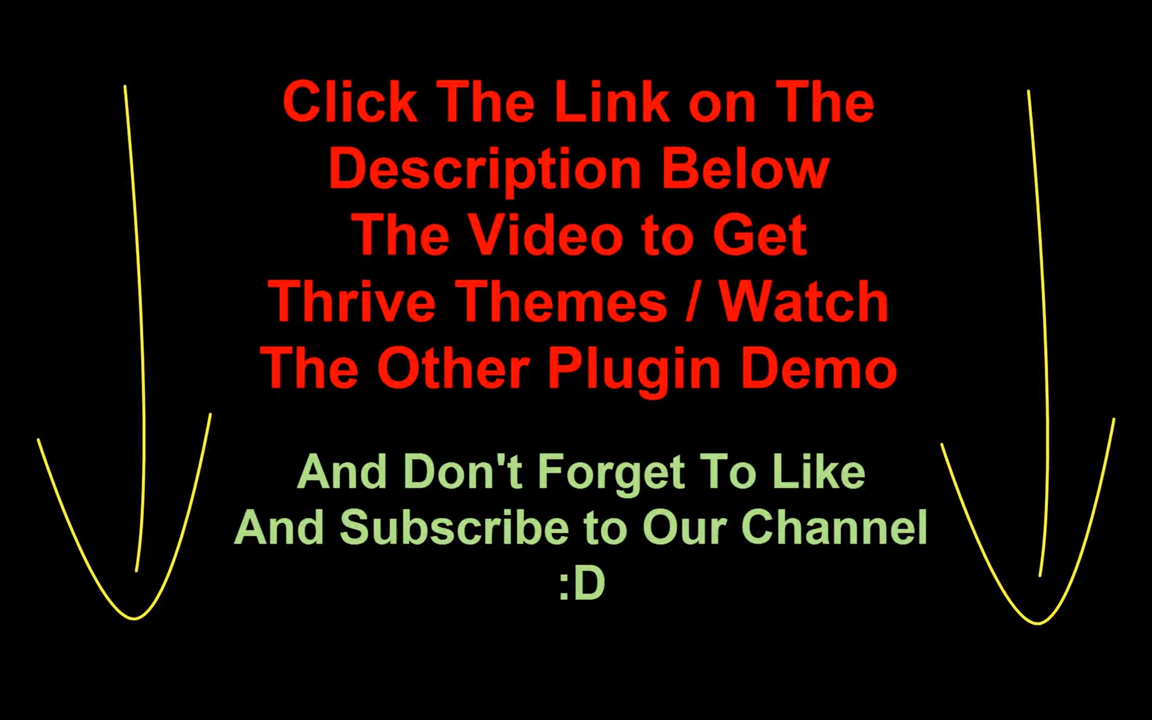 Click The Link on The
Description Below
The Video to Get
Thrive Themes / Watch
The Other Plugin Demo
And Don't Forget To Like
And Subscribe to Our Channel
:D